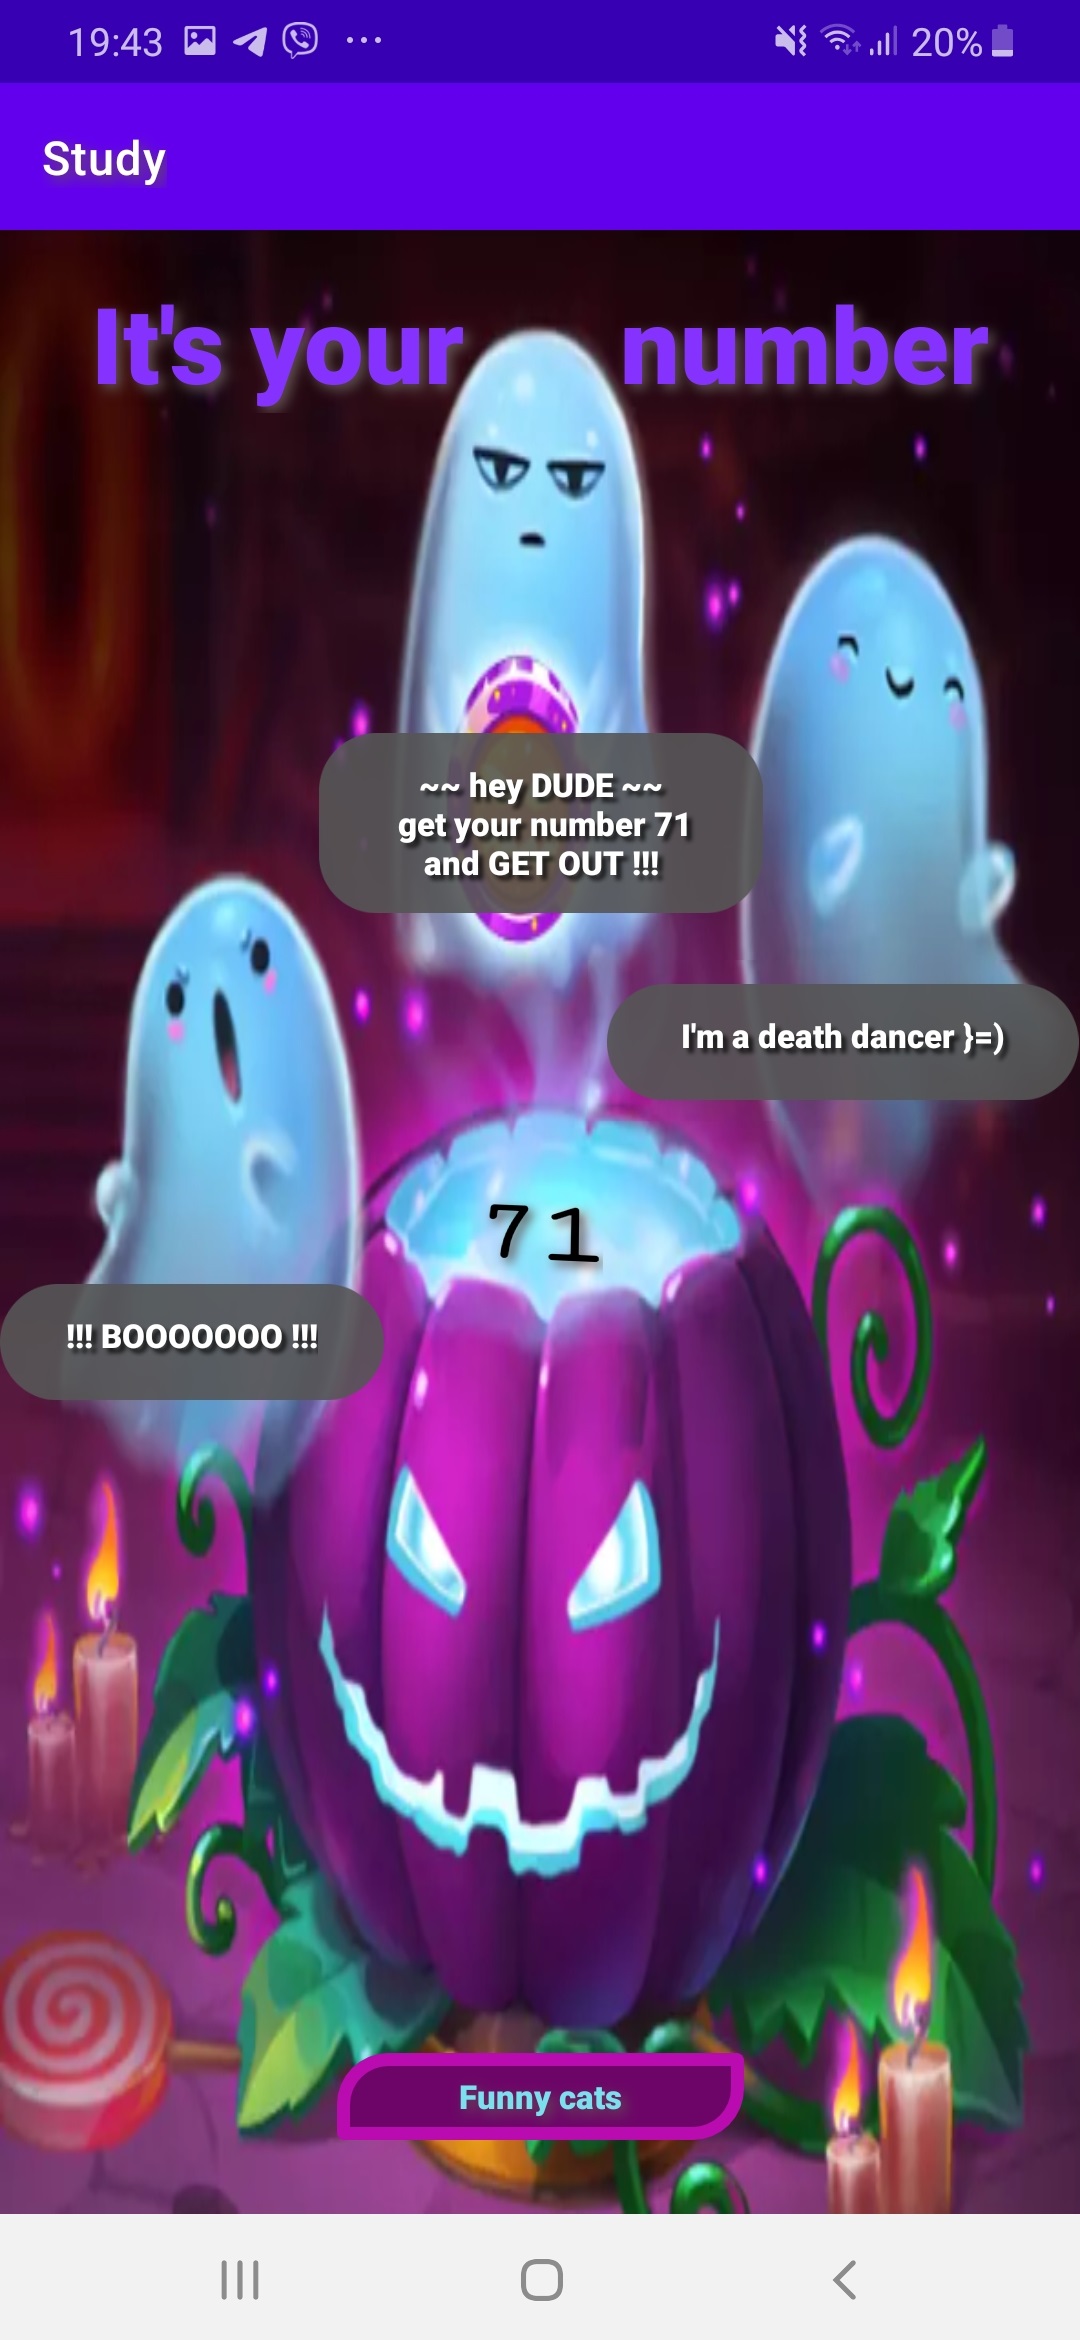 19:43 20%
Study
It's your number
~~ hey DUDE ~~
get your number 71
and GET OUT !!!
I'm a death dancer }=)
71
!!! BOOOOOOO !!!
Funny cats